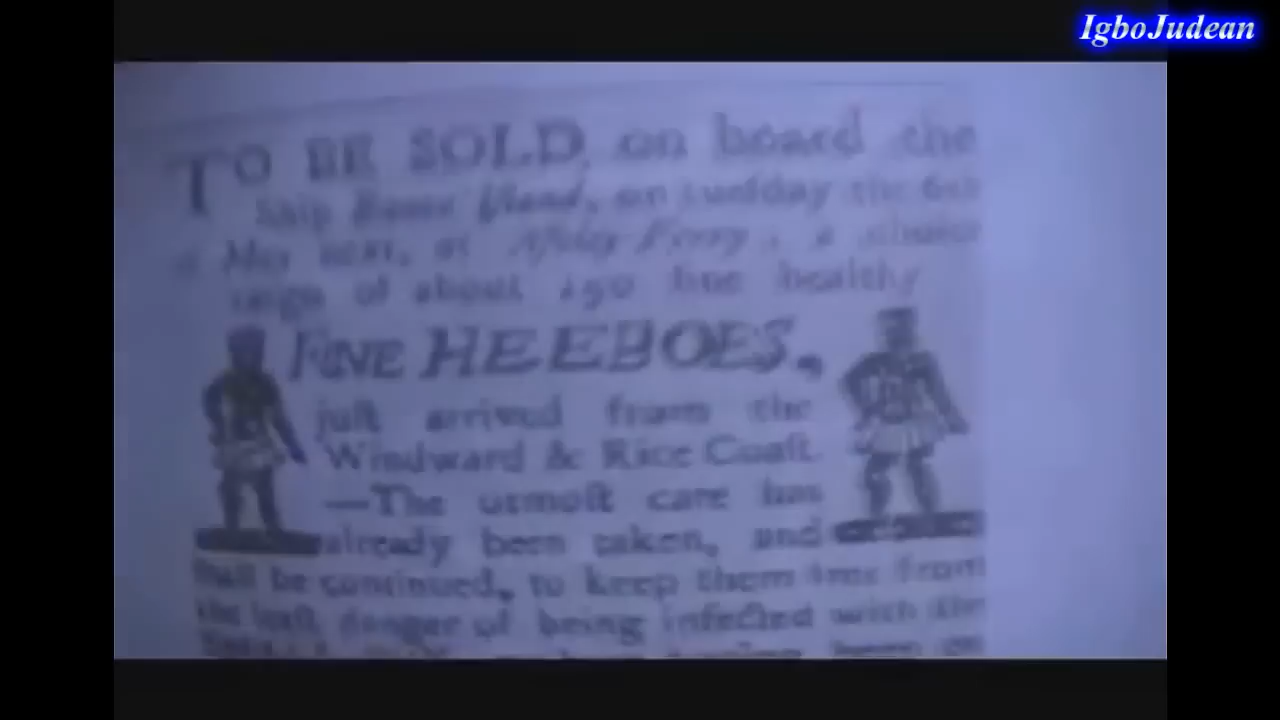 IgboJudean
TO BE SOLD, on board the
Ship Bance Iſland, on tueſday the 6th
May next, at Aſhley-Ferry, a choice
cargo of about 250 fine healthy
FINE HEEBOES,
juſt arrived from the
Windward & Rice Coaſt.
—The utmoſt care has
already been taken, and
ſhall be continued, to keep them free from
the leaſt danger of being infected with the
been on